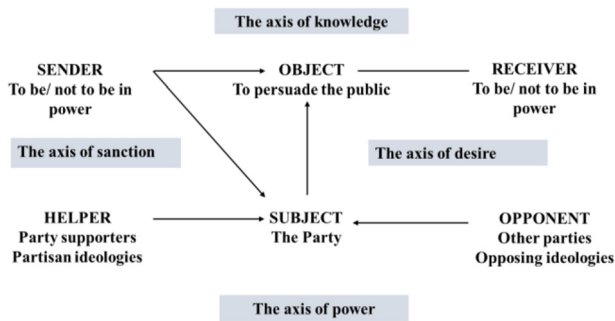 The axis of knowledge
SENDER
To be/ not to be in
power
OBJECT
To persuade the public
RECEIVER
To be/ not to be in
power
The axis of sanction
The axis of desire
HELPER
Party supporters
Partisan ideologies
SUBJECT
The Party
OPPONENT
Other parties
Opposing ideologies
The axis of power